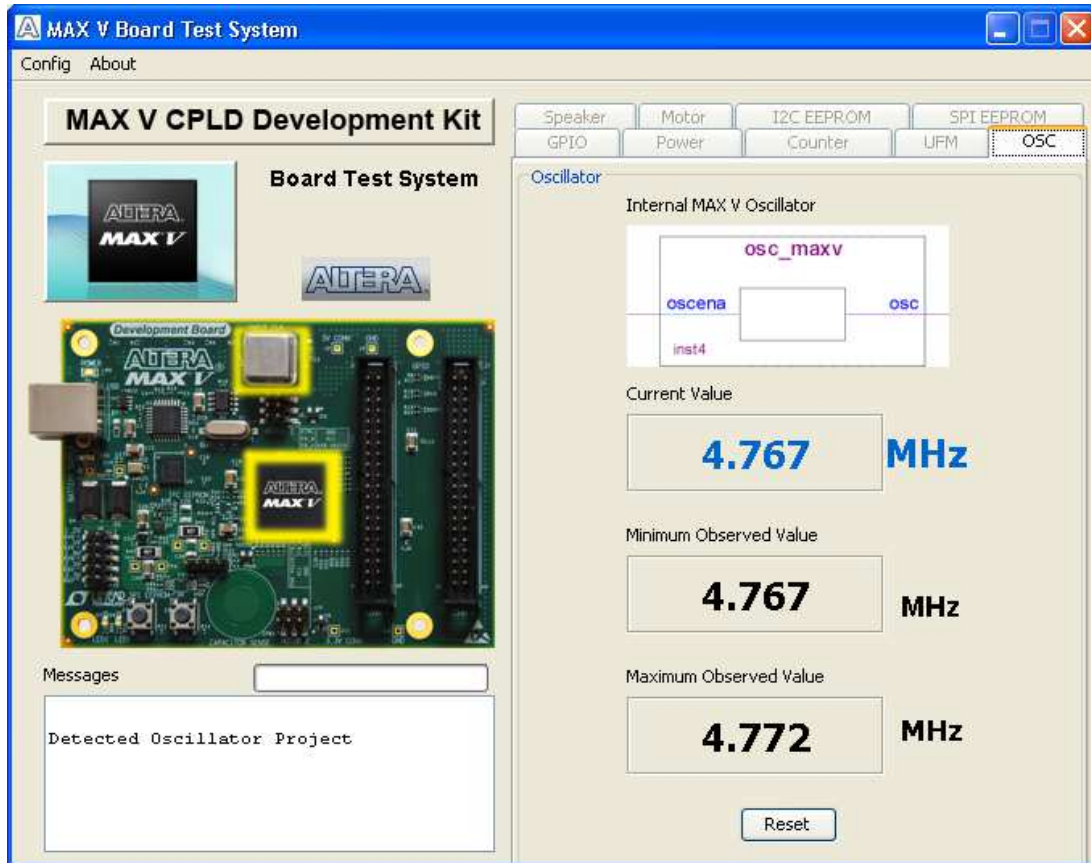 MAX V Board Test System
Config About
MAX V CPLD Development Kit
Board Test System
ALTERA
MAX V
ALTERA
Development Board
POWER
ALTERA
MAX V
ALTERA
MAX V
CAPACITOR SENSE
Messages
Detected Oscillator Project
Speaker Motor I2C EEPROM SPI EEPROM
GPIO Power Counter UFM OSC
Oscillator
Internal MAX V Oscillator
osc_maxv
oscena osc
inst4
Current Value
4.767 MHz
Minimum Observed Value
4.767 MHz
Maximum Observed Value
4.772 MHz
Reset